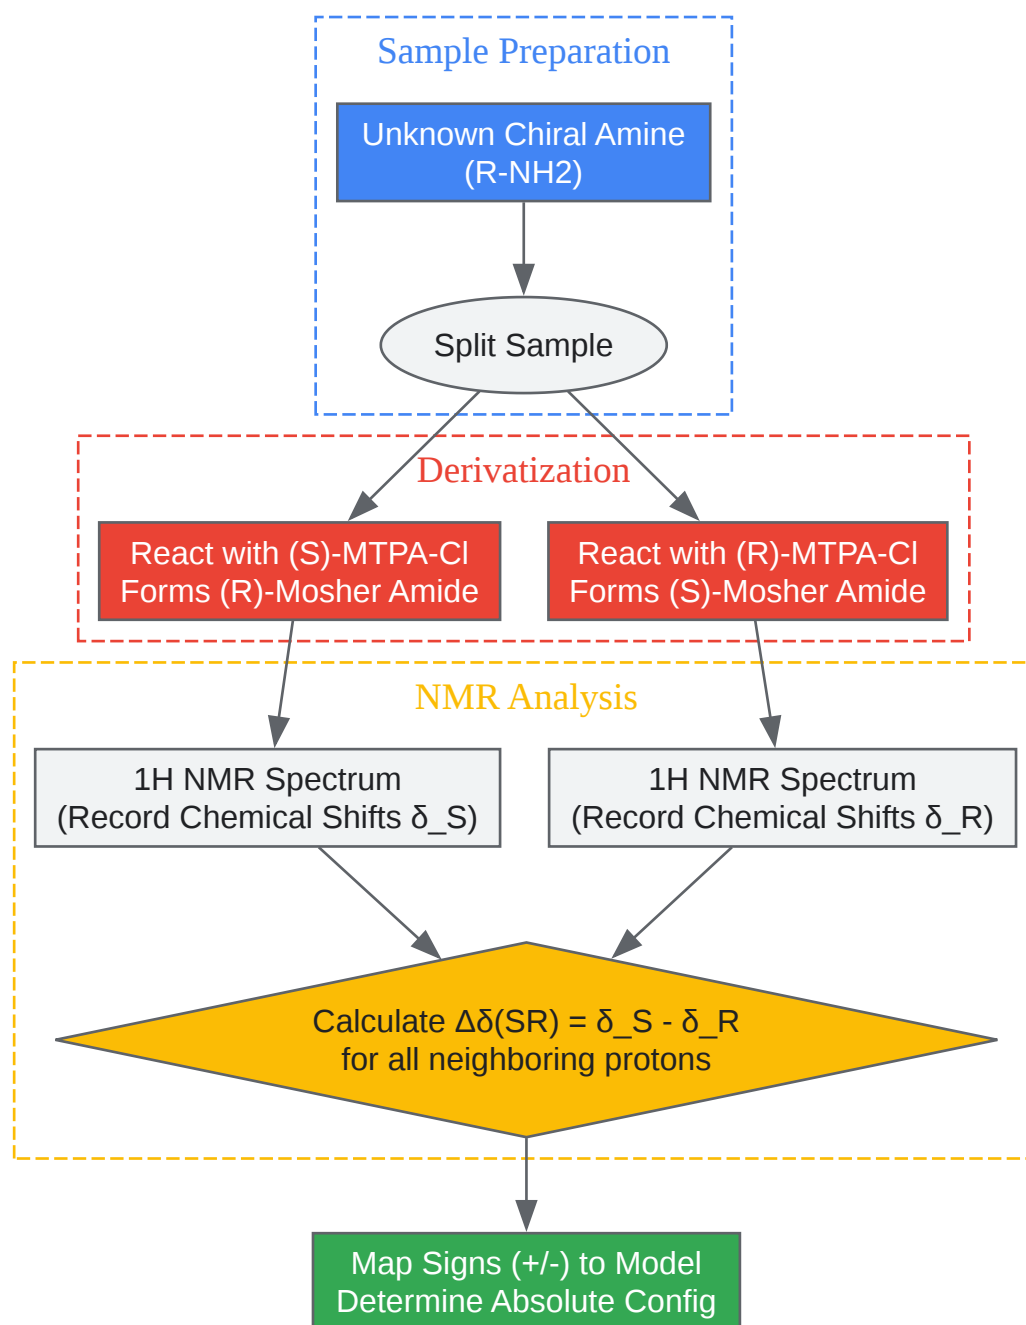 Sample Preparation
Unknown Chiral Amine
(R-NH2)
Split Sample
Derivatization
React with (S)-MTPA-Cl
Forms (R)-Mosher Amide
React with (R)-MTPA-Cl
Forms (S)-Mosher Amide
NMR Analysis
1H NMR Spectrum
(Record Chemical Shifts δ_S)
1H NMR Spectrum
(Record Chemical Shifts δ_R)
Calculate Δδ(SR) = δ_S - δ_R
for all neighboring protons
Map Signs (+/-) to Model
Determine Absolute Config